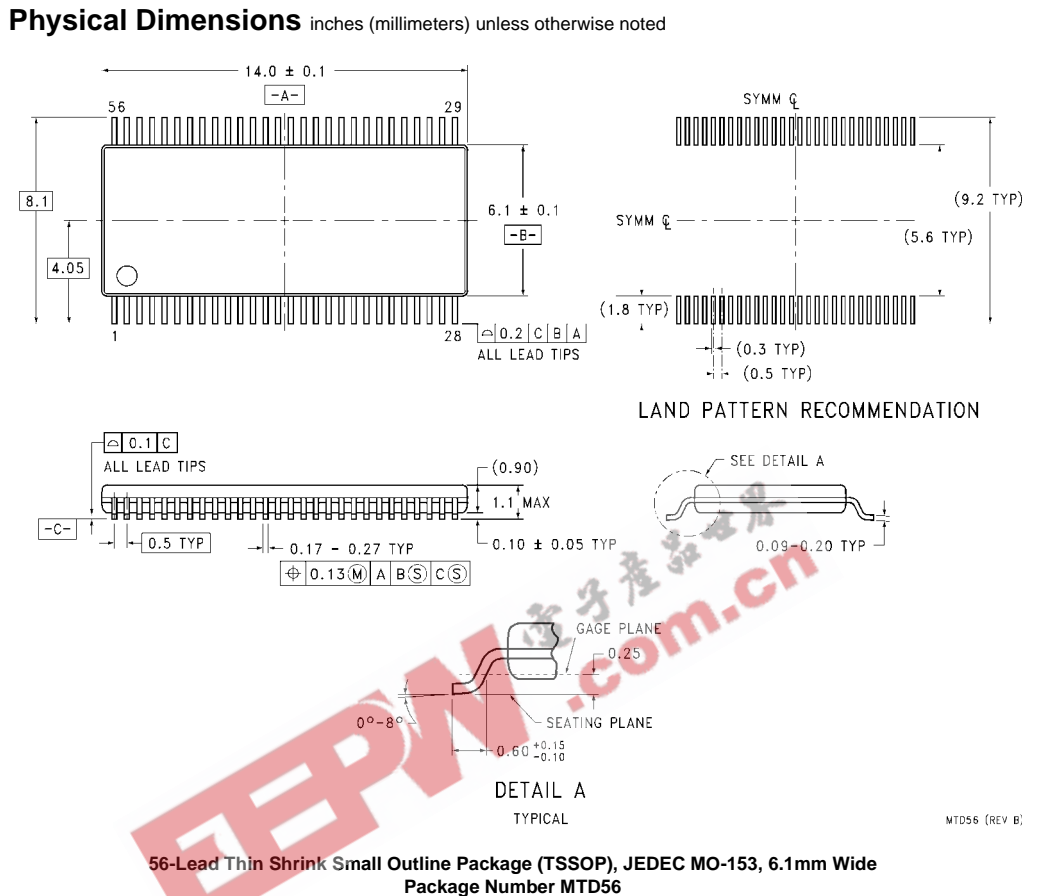 Physical Dimensions inches (millimeters) unless otherwise noted
14.0 ± 0.1
-A-
56
29
8.1
4.05
6.1 ± 0.1
-B-
1
28
⌓ 0.2 C B A
ALL LEAD TIPS
SYMM ℄
SYMM ℄
(9.2 TYP)
(5.6 TYP)
(1.8 TYP)
(0.3 TYP)
(0.5 TYP)
LAND PATTERN RECOMMENDATION
⌓ 0.1 C
ALL LEAD TIPS
-C-
0.5 TYP
0.17 - 0.27 TYP
⌖ 0.13 Ⓜ A B Ⓢ C Ⓢ
(0.90)
1.1 MAX
0.10 ± 0.05 TYP
SEE DETAIL A
0.09-0.20 TYP
GAGE PLANE
0.25
0°-8°
SEATING PLANE
0.60 +0.15 -0.10
DETAIL A
TYPICAL
MTD56 (REV B)
EEPW.com.cn
電子產品世界
56-Lead Thin Shrink Small Outline Package (TSSOP), JEDEC MO-153, 6.1mm Wide
Package Number MTD56